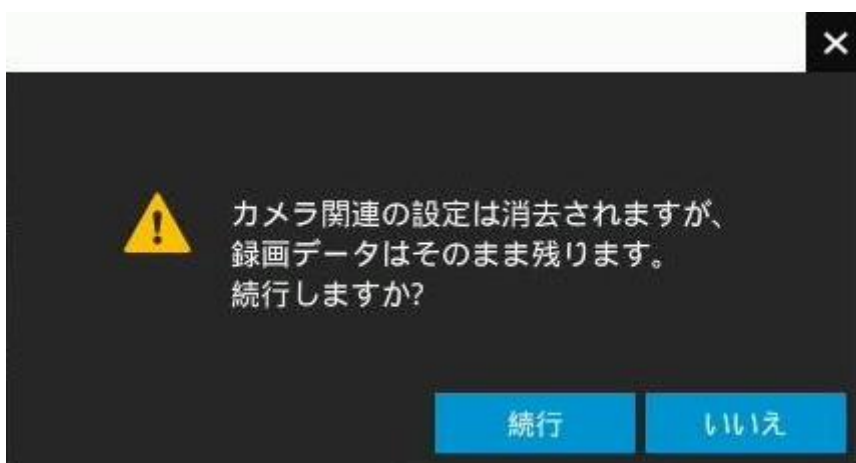 カメラ関連の設定は消去されますが、
録画データはそのまま残ります。
続行しますか?
続行
いいえ